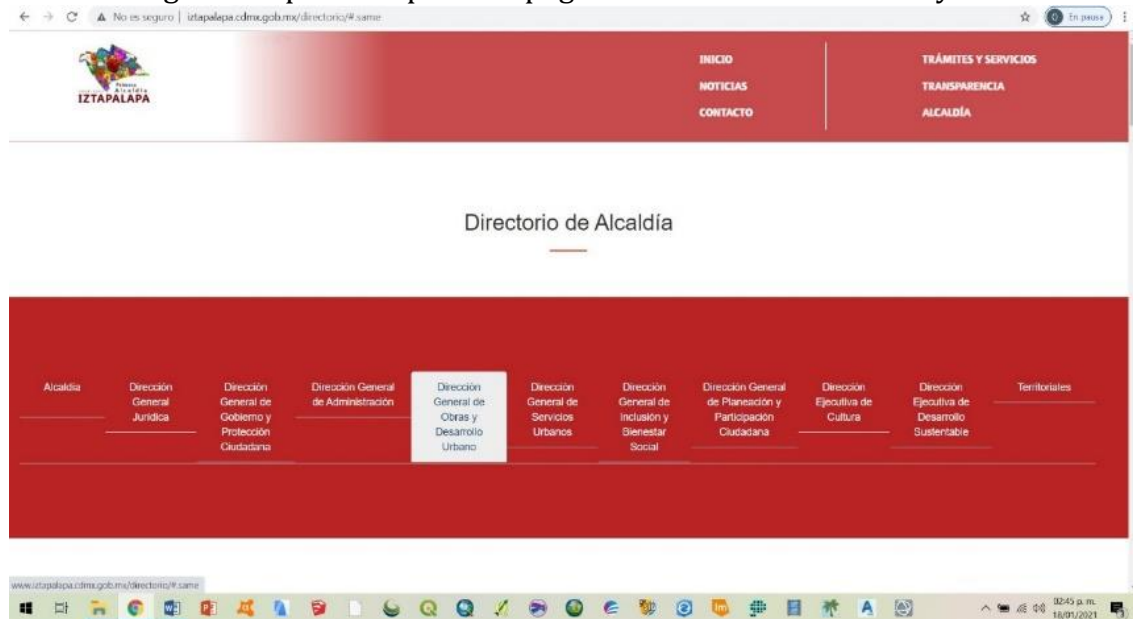 No es seguro | iztapalapa.cdmx.gob.mx/directorio/#.same
En pausa
IZTAPALAPA
INICIO
NOTICIAS
CONTACTO
TRÁMITES Y SERVICIOS
TRANSPARENCIA
ALCALDÍA
Directorio de Alcaldía
Alcaldía
Dirección
General
Jurídica
Dirección
General de
Gobierno y
Protección
Ciudadana
Dirección General
de Administración
Dirección
General de
Obras y
Desarrollo
Urbano
Dirección
General de
Servicios
Urbanos
Dirección
General de
Inclusión y
Bienestar
Social
Dirección General
de Planeación y
Participación
Ciudadana
Dirección
Ejecutiva de
Cultura
Dirección
Ejecutiva de
Desarrollo
Sustentable
Territoriales
www.iztapalapa.cdmx.gob.mx/directorio/#.same
02:45 p. m.
18/01/2021